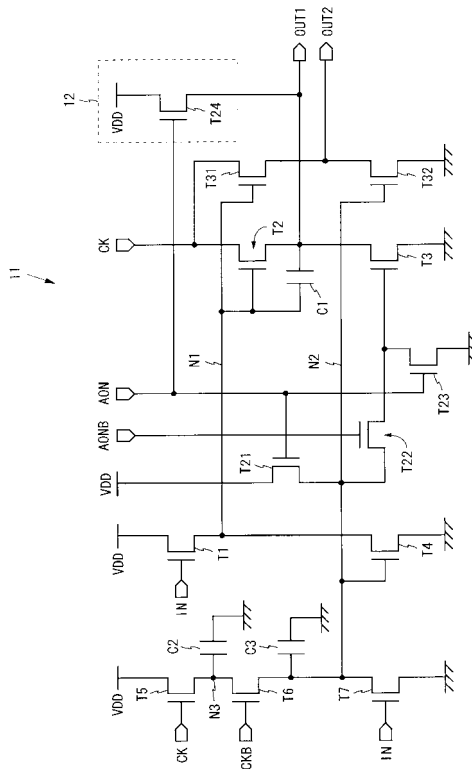 11
12
VDD
T24
OUT1
OUT2
CK
T31
T32
T2
C1
T3
N1
N2
AON
AONB
VDD
T21
T22
T23
VDD
IN
T1
T4
VDD
CK
T5
C2
N3
CKB
T6
C3
IN
T7